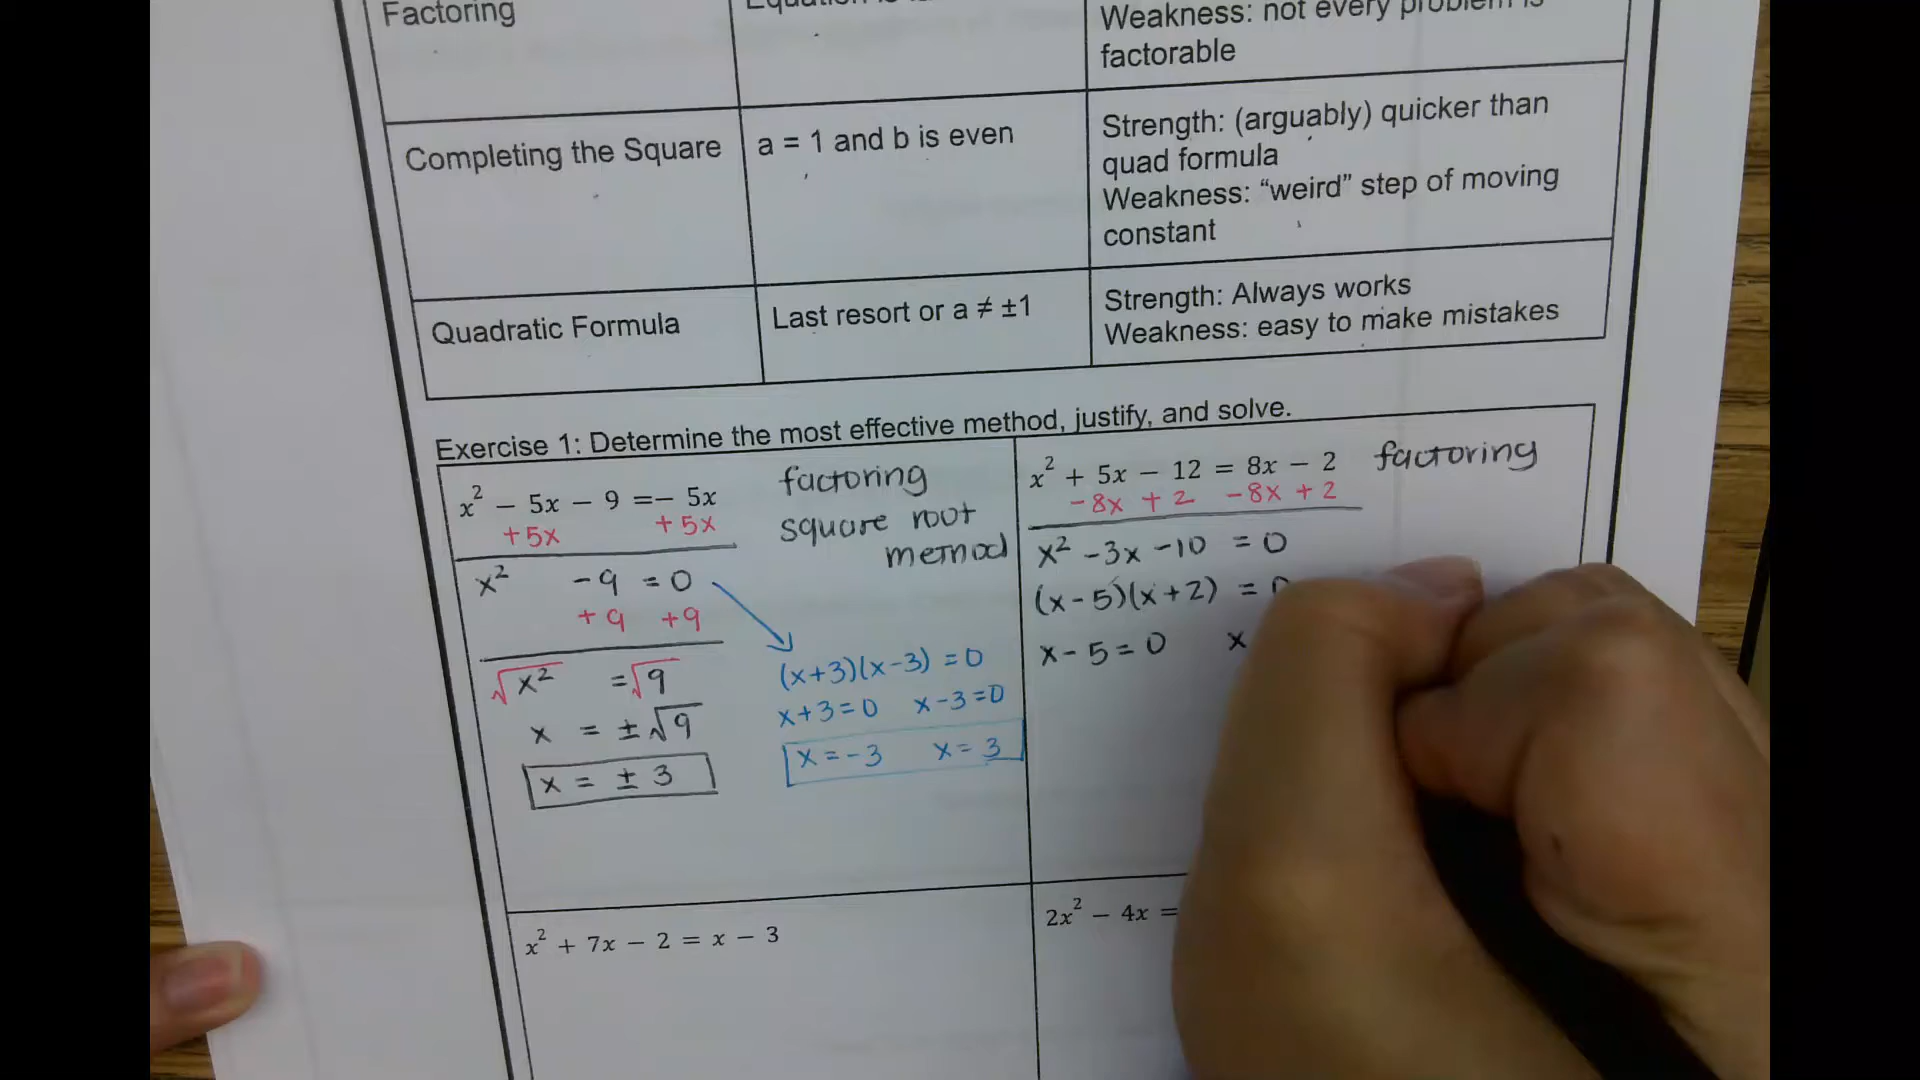 Factoring
Weakness: not every problem is
factorable
Completing the Square
a = 1 and b is even
Strength: (arguably) quicker than
quad formula
Weakness: “weird” step of moving
constant
Quadratic Formula
Last resort or a ≠ ±1
Strength: Always works
Weakness: easy to make mistakes
Exercise 1: Determine the most effective method, justify, and solve.
x² − 5x − 9 = − 5x
+5x +5x
x² -9 = 0
+9 +9
√x² = √9
x = ±√9
x = ± 3
factoring
square root
method
(x+3)(x-3) = 0
x+3=0 x-3=0
x=-3 x=3
x² + 5x − 12 = 8x − 2
-8x +2 -8x +2
factoring
x² -3x -10 = 0
(x-5)(x+2) =
x-5=0 x
x² + 7x − 2 = x − 3
2x² − 4x =